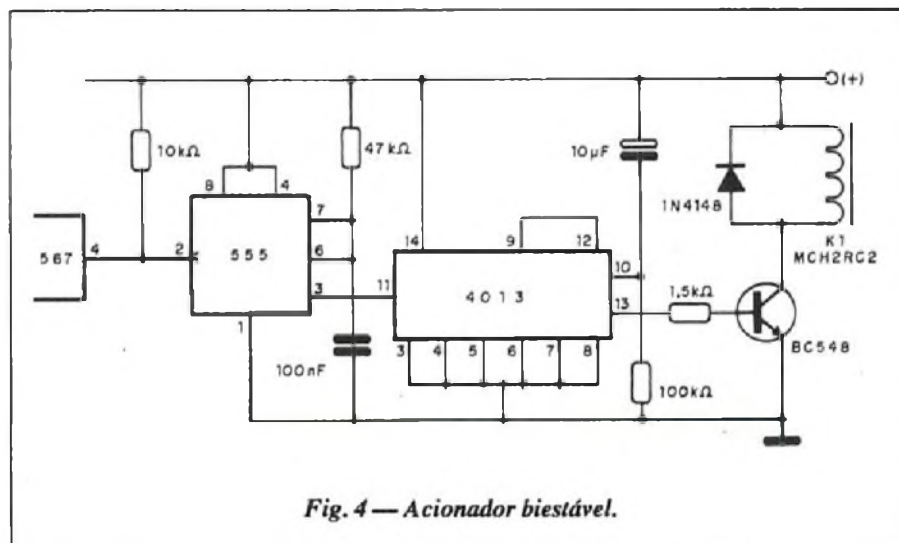 (+)
10kΩ
47kΩ
10µF
1N4148
K1
MCH2RC2
8
4
7
567
4
2
555
6
3
1
100nF
14
9
12
11
4013
10
13
1,5kΩ
BC548
3
4
5
6
7
8
100kΩ
Fig. 4 — Acionador biestável.